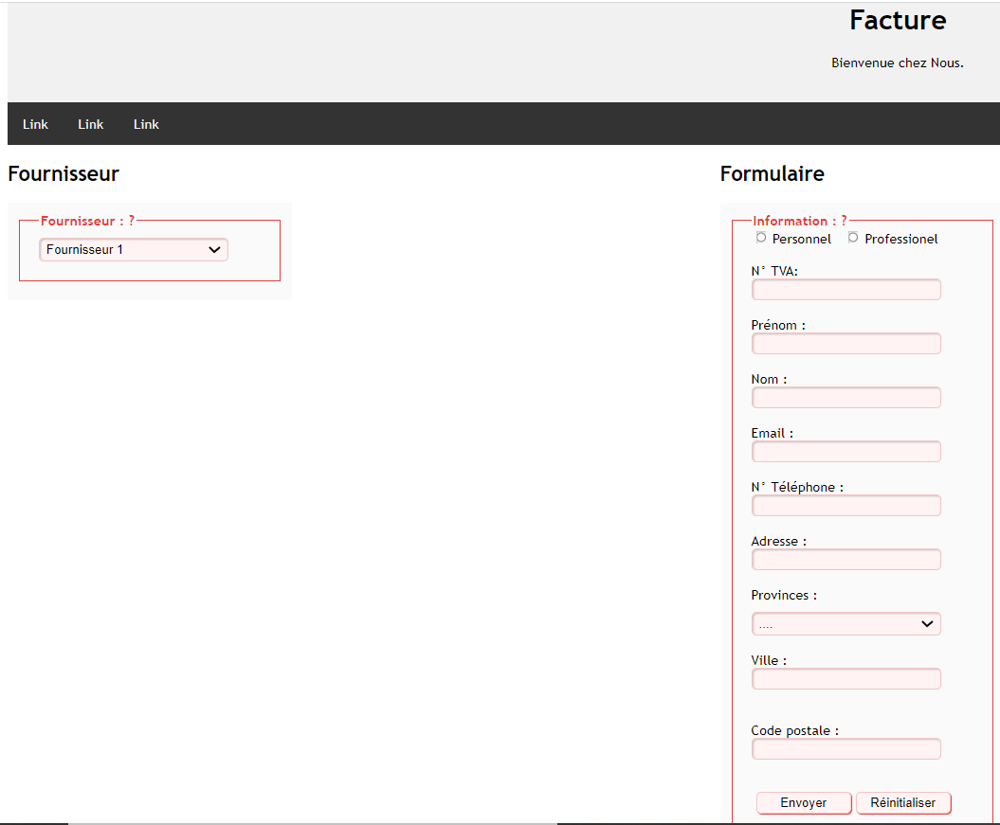 Facture
Bienvenue chez Nous.
Link Link Link
Fournisseur
Fournisseur : ?
Fournisseur 1
Formulaire
Information : ?
Personnel Professionel
N° TVA:
Prénom :
Nom :
Email :
N° Téléphone :
Adresse :
Provinces :
....
Ville :
Code postale :
Envoyer Réinitialiser